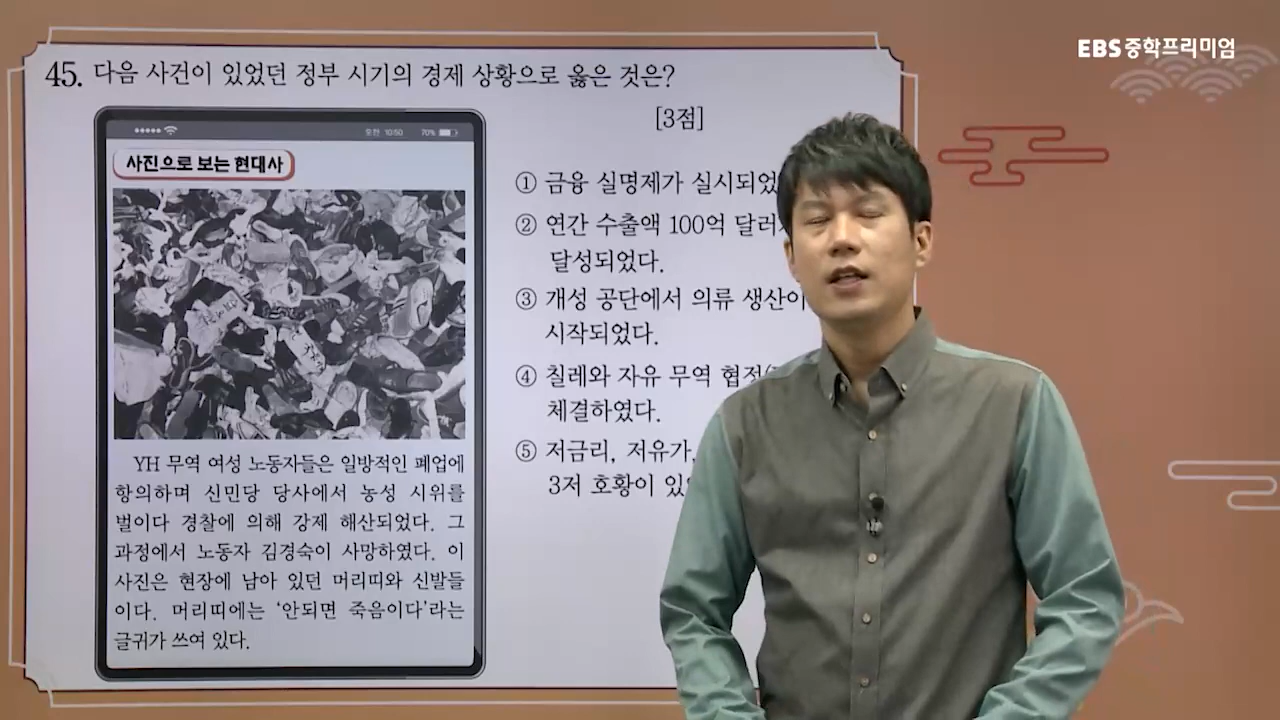 EBS 중학프리미엄
45. 다음 사건이 있었던 정부 시기의 경제 상황으로 옳은 것은?
[3점]
토한 10:50 70%
사진으로 보는 현대사
YH 무역 여성 노동자들은 일방적인 폐업에
항의하며 신민당 당사에서 농성 시위를
벌이다 경찰에 의해 강제 해산되었다. 그
과정에서 노동자 김경숙이 사망하였다. 이
사진은 현장에 남아 있던 머리띠와 신발들
이다. 머리띠에는 ‘안되면 죽음이다’라는
글귀가 쓰여 있다.
① 금융 실명제가 실시되었
② 연간 수출액 100억 달러
달성되었다.
③ 개성 공단에서 의류 생산이
시작되었다.
④ 칠레와 자유 무역 협정
체결하였다.
⑤ 저금리, 저유가,
3저 호황이